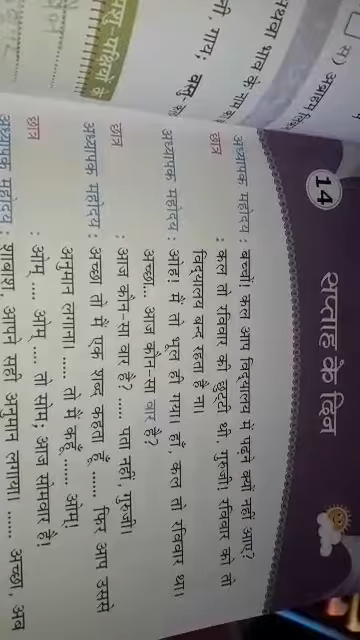 14
सप्ताह के दिन
अध्यापक महोदय : बच्चों! कल आप विद्यालय में पढ़ने क्यों नहीं आए?
छात्र : कल तो रविवार की छुट्टी थी, गुरुजी! रविवार को तो
विद्यालय बन्द रहता है ना।
अध्यापक महोदय : ओह! मैं तो भूल ही गया। हाँ, कल तो रविवार था।
अच्छा... आज कौन-सा वार है?
छात्र : आज कौन-सा वार है? ..... पता नहीं, गुरुजी।
अध्यापक महोदय : अच्छा तो मैं एक शब्द कहता हूँ...... फिर आप उससे
अनुमान लगाना। ...... तो मैं कहूँ...... ओम्!
छात्र : ओम् .... ओम् .... तो सोम; आज सोमवार है।
अध्यापक महोदय : शाबाश, आपने सही अनुमान लगाया। ...... अच्छा, अब